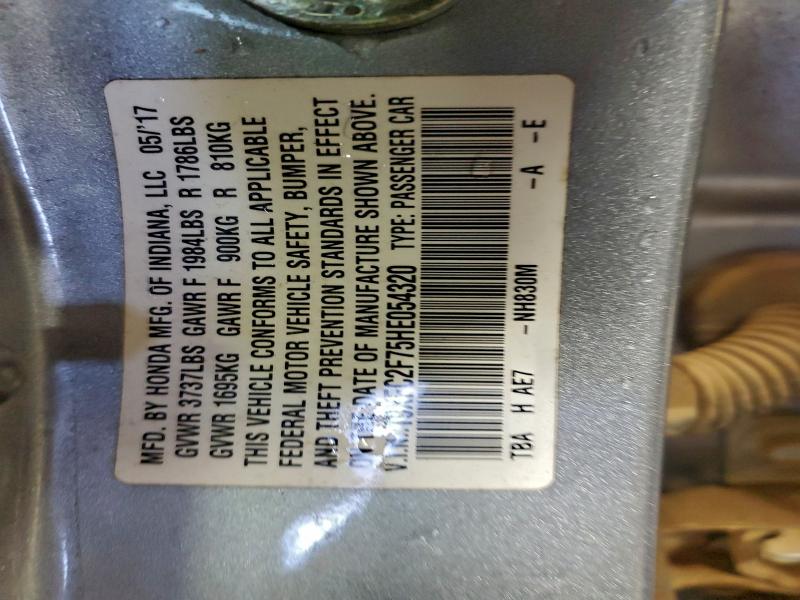 MFD. BY HONDA MFG. OF INDIANA, LLC 05/'17
GVWR 3737LBS GAWR F 1984LBS R 1786LBS
GVWR 1695KG GAWR F 900KG R 810KG
THIS VEHICLE CONFORMS TO ALL APPLICABLE
FEDERAL MOTOR VEHICLE SAFETY, BUMPER,
AND THEFT PREVENTION STANDARDS IN EFFECT
DATE OF MANUFACTURE SHOWN ABOVE.
TYPE: PASSENGER CAR
TBA H AE7 -NH830M -A -E